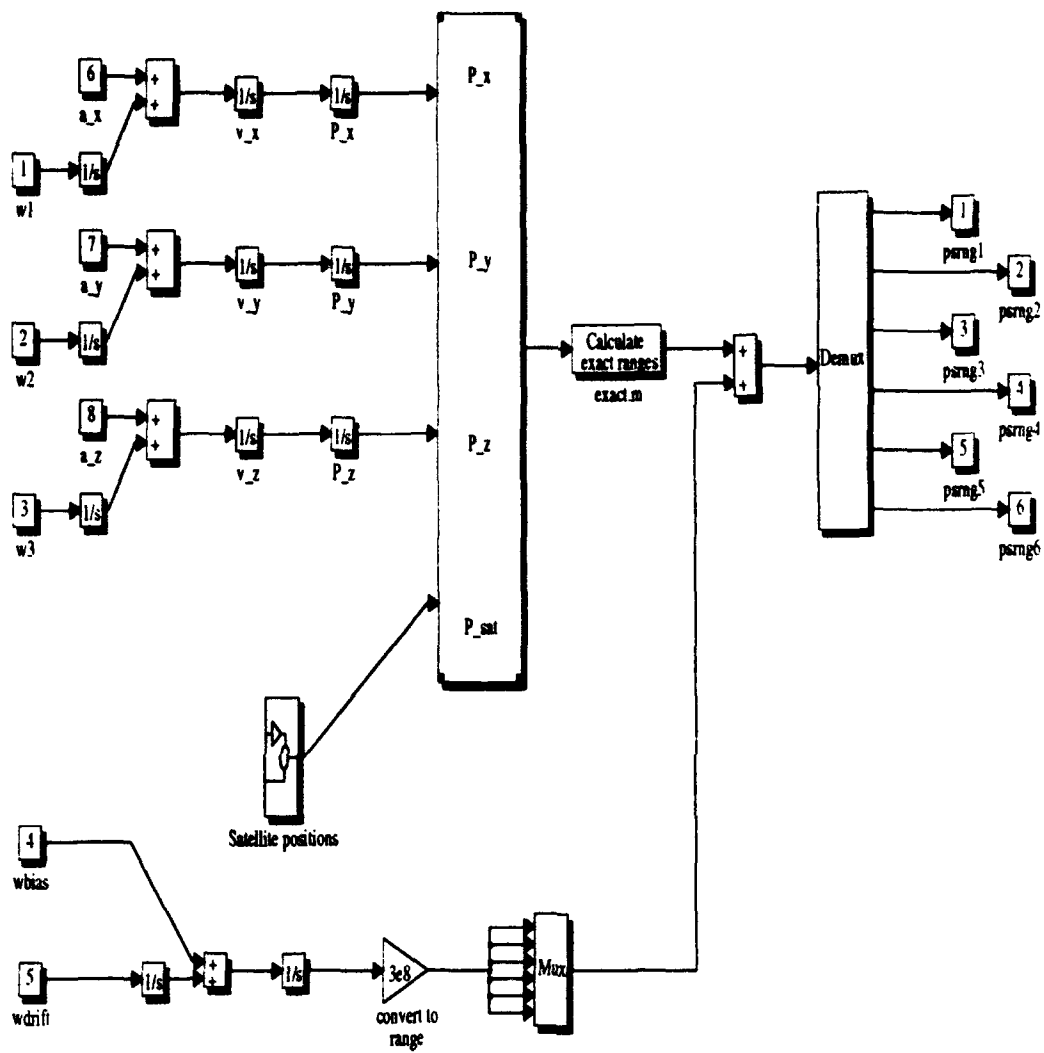 6
+
+
a_x
1/s
v_x
1/s
P_x
P_x
1
w1
1/s
7
+
+
a_y
1/s
v_y
1/s
P_y
P_y
2
w2
1/s
8
+
+
a_z
1/s
v_z
1/s
P_z
P_z
3
w3
1/s
P_sat
Satellite positions
Calculate
exact ranges
exact.m
+
+
Demux
1
psrng1
2
psrng2
3
psrng3
4
psrng4
5
psrng5
6
psrng6
4
wbias
5
wdrift
1/s
+
+
1/s
3e8
convert to
range
Mux